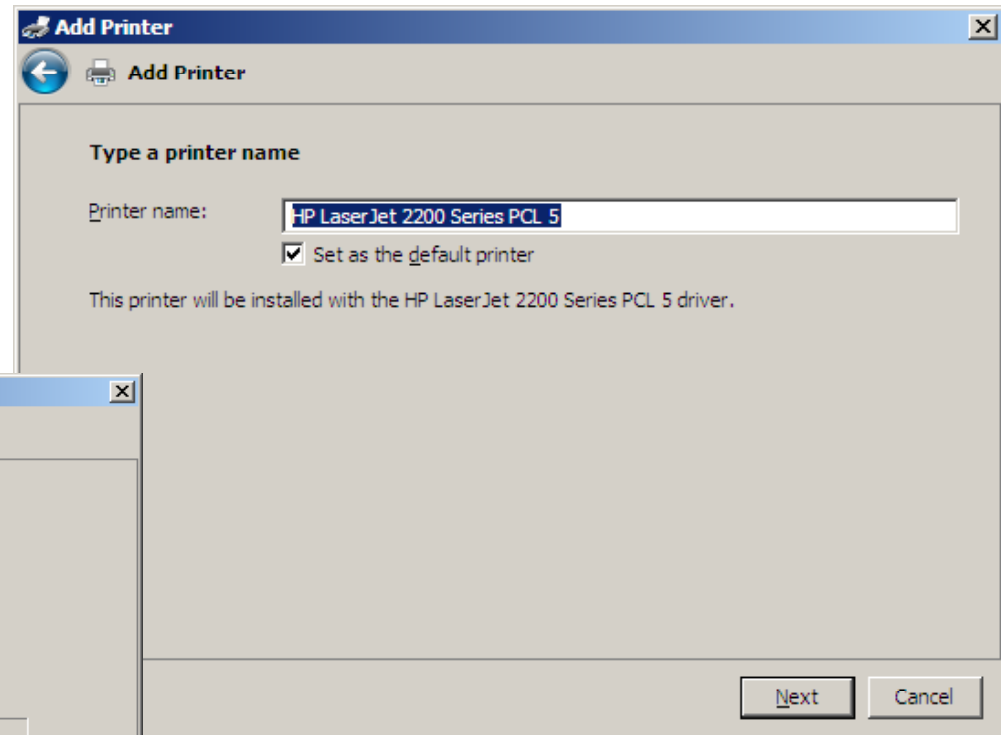 Add Printer
Add Printer
Type a printer name
Printer name: HP LaserJet 2200 Series PCL 5
Set as the default printer
This printer will be installed with the HP LaserJet 2200 Series PCL 5 driver.
Next Cancel